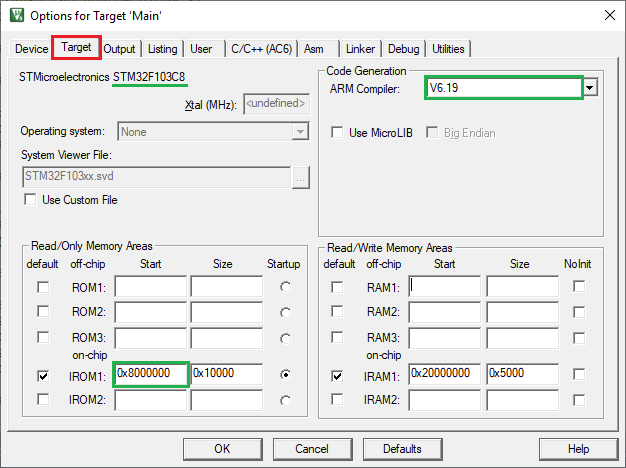 Options for Target 'Main'
Device Target Output Listing User C/C++ (AC6) Asm Linker Debug Utilities
STMicroelectronics STM32F103C8
Xtal (MHz): <undefined>
Operating system: None
System Viewer File:
STM32F103xx.svd ...
Use Custom File
Code Generation
ARM Compiler: V6.19
Use MicroLIB Big Endian
Read/Only Memory Areas
default off-chip Start Size Startup
ROM1:
ROM2:
ROM3:
on-chip
IROM1: 0x8000000 0x10000
IROM2:
Read/Write Memory Areas
default off-chip Start Size NoInit
RAM1:
RAM2:
RAM3:
on-chip
IRAM1: 0x20000000 0x5000
IRAM2:
OK Cancel Defaults Help